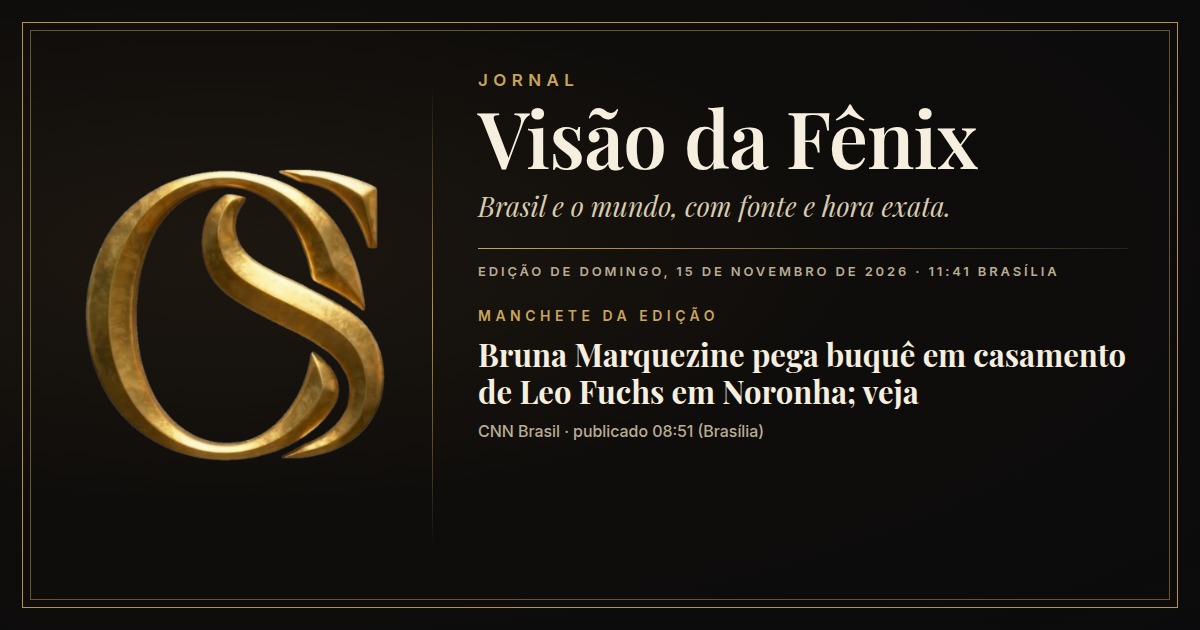 JORNAL
Visão da Fênix
Brasil e o mundo, com fonte e hora exata.
EDIÇÃO DE DOMINGO, 15 DE NOVEMBRO DE 2026 · 11:41 BRASÍLIA
MANCHETE DA EDIÇÃO
Bruna Marquezine pega buquê em casamento
de Leo Fuchs em Noronha; veja
CNN Brasil · publicado 08:51 (Brasília)